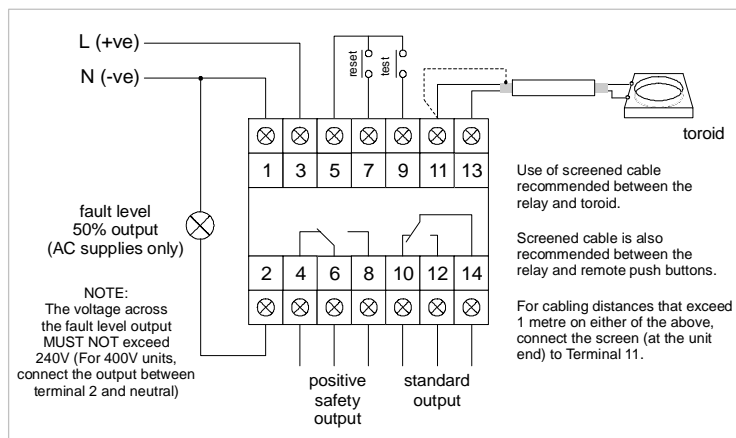 L (+ve)
N (-ve)
reset
test
toroid
1 3 5 7 9 11 13
fault level
50% output
(AC supplies only)
2 4 6 8 10 12 14
NOTE:
The voltage across
the fault level output
MUST NOT exceed
240V (For 400V units,
connect the output between
terminal 2 and neutral)
positive
safety
output
standard
output
Use of screened cable
recommended between the
relay and toroid.
Screened cable is also
recommended between the
relay and remote push buttons.
For cabling distances that exceed
1 metre on either of the above,
connect the screen (at the unit
end) to Terminal 11.